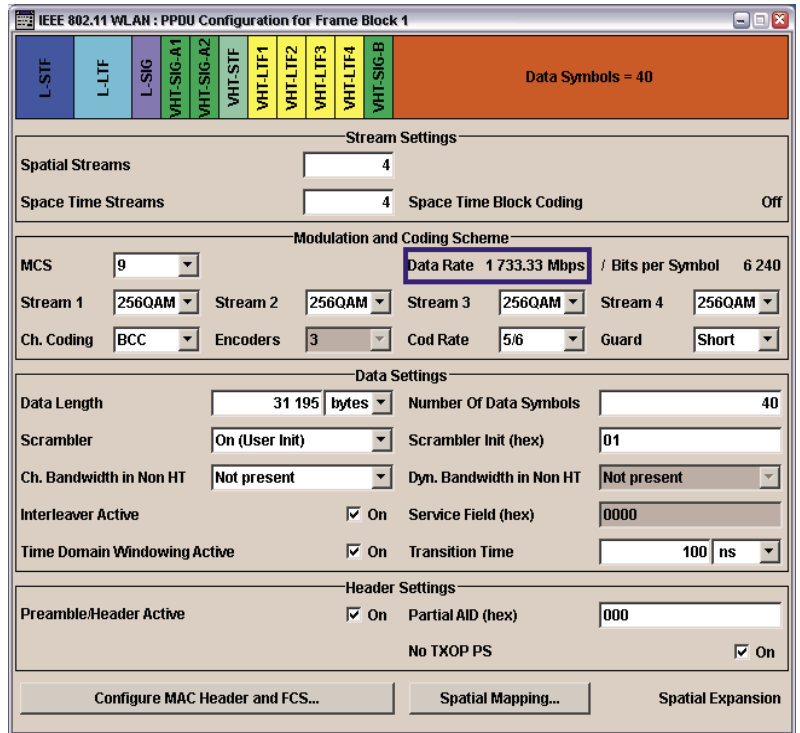 IEEE 802.11 WLAN : PPDU Configuration for Frame Block 1
L-STF L-LTF L-SIG VHT-SIG-A1 VHT-SIG-A2 VHT-STF VHT-LTF1 VHT-LTF2 VHT-LTF3 VHT-LTF4 VHT-SIG-B Data Symbols = 40
Stream Settings
Spatial Streams 4
Space Time Streams 4 Space Time Block Coding Off
Modulation and Coding Scheme
MCS 9 Data Rate 1 733.33 Mbps / Bits per Symbol 6 240
Stream 1 256QAM Stream 2 256QAM Stream 3 256QAM Stream 4 256QAM
Ch. Coding BCC Encoders 3 Cod Rate 5/6 Guard Short
Data Settings
Data Length 31 195 bytes Number Of Data Symbols 40
Scrambler On (User Init) Scrambler Init (hex) 01
Ch. Bandwidth in Non HT Not present Dyn. Bandwidth in Non HT Not present
Interleaver Active On Service Field (hex) 0000
Time Domain Windowing Active On Transition Time 100 ns
Header Settings
Preamble/Header Active On Partial AID (hex) 000
No TXOP PS On
Configure MAC Header and FCS... Spatial Mapping... Spatial Expansion